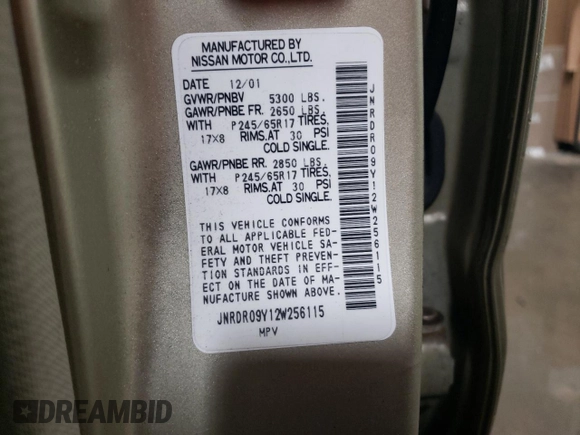 MANUFACTURED BY
NISSAN MOTOR CO.,LTD.
DATE 12/01
GVWR/PNBV 5300 LBS.
GAWR/PNBE FR. 2650 LBS.
WITH P245/65R17 TIRES,
17X8 RIMS,AT 30 PSI
COLD SINGLE.
GAWR/PNBE RR. 2850 LBS.
WITH P245/65R17 TIRES,
17X8 RIMS,AT 30 PSI
COLD SINGLE.
THIS VEHICLE CONFORMS
TO ALL APPLICABLE FED-
ERAL MOTOR VEHICLE SA-
FETY AND THEFT PREVEN-
TION STANDARDS IN EFF-
ECT ON THE DATE OF MA-
NUFACTURE SHOWN ABOVE.
JNRDR09Y12W256115
MPV
JNRDR09Y12W256115
DREAMBID